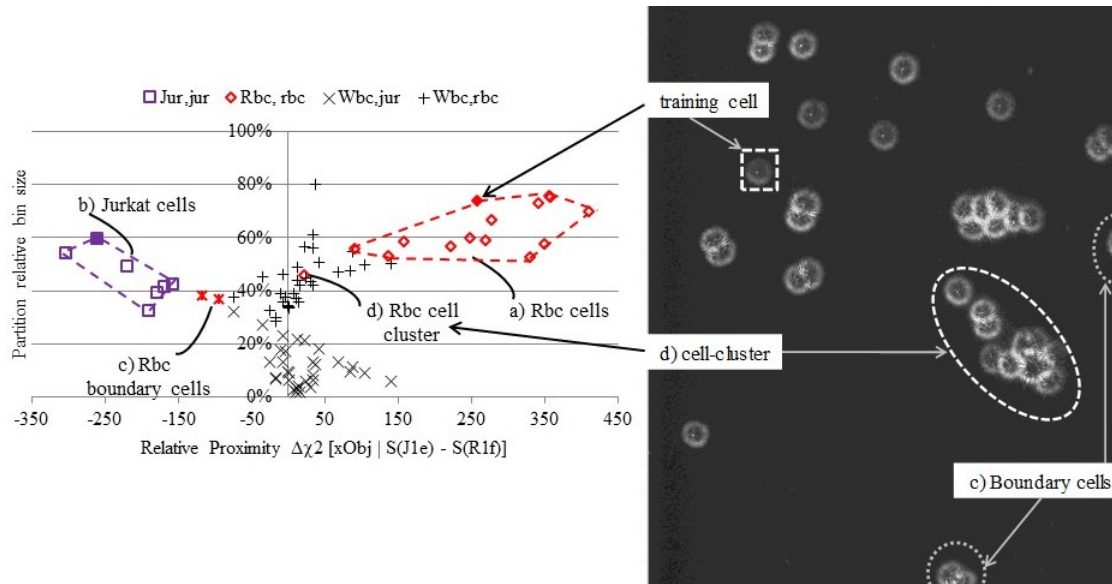 Jur,jur Rbc, rbc Wbc,jur Wbc,rbc
training cell
100%
80%
60%
40%
20%
0%
Partition relative bin size
b) Jurkat cells
d) Rbc cell
cluster
a) Rbc cells
c) Rbc
boundary cells
d) cell-cluster
c) Boundary cells
-350 -250 -150 -50 50 150 250 350 450
Relative Proximity Δχ2 [xObj | S(J1e) - S(R1f)]